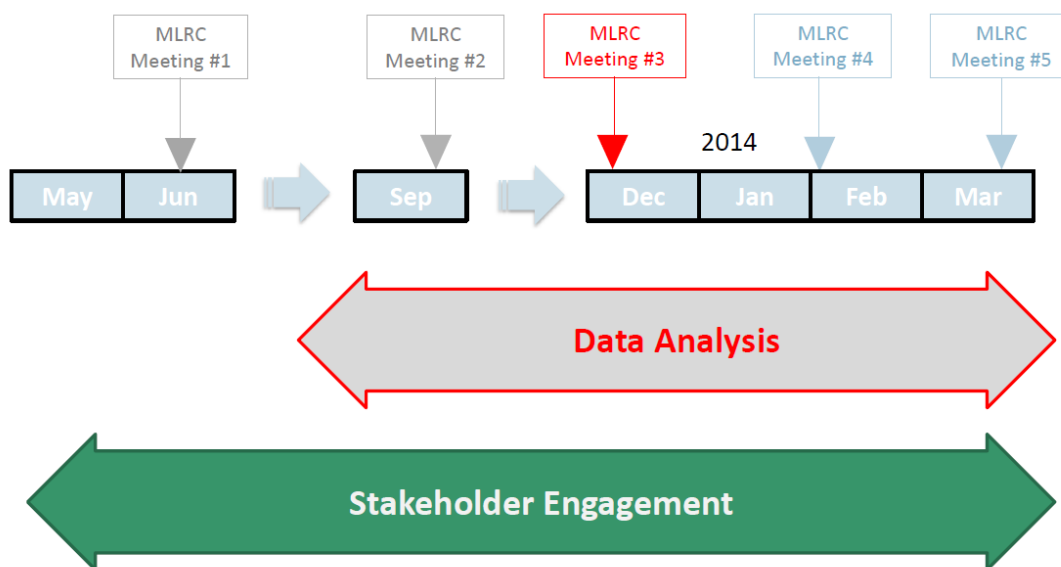 MLRC
Meeting #1
MLRC
Meeting #2
MLRC
Meeting #3
MLRC
Meeting #4
MLRC
Meeting #5
2014
May
Jun
Sep
Dec
Jan
Feb
Mar
Data Analysis
Stakeholder Engagement